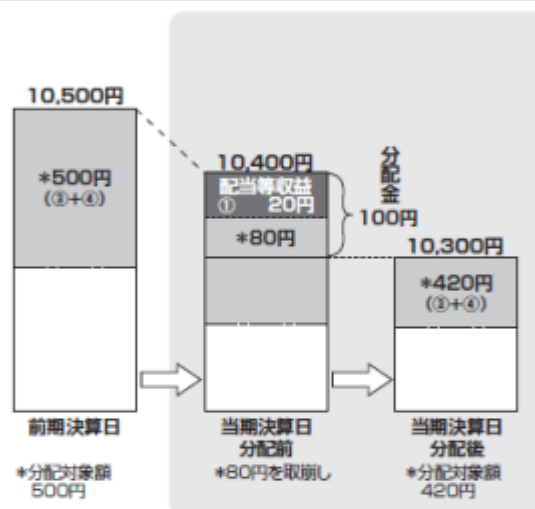 10,500円
*500円
(③+④)
前期決算日
*分配対象額
500円
10,400円
配当等収益
① 20円
*80円
分配金
100円
当期決算日
分配前
*80円を取崩し
10,300円
*420円
(③+④)
当期決算日
分配後
*分配対象額
420円